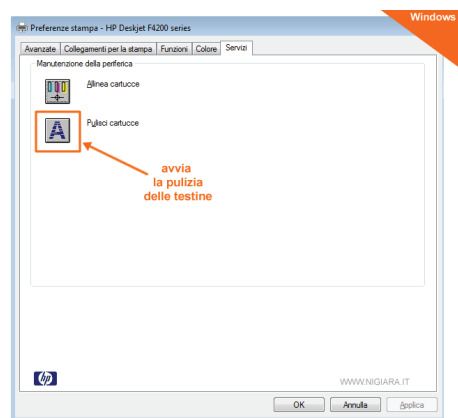 Windows
Preferenze stampa - HP Deskjet F4200 series
Avanzate Collegamenti per la stampa Funzioni Colore Servizi
Manutenzione della periferica
Allinea cartucce
A
Pulisci cartucce
avvia
la pulizia
delle testine
hp
WWW.NIGIARA.IT
OK Annulla Applica